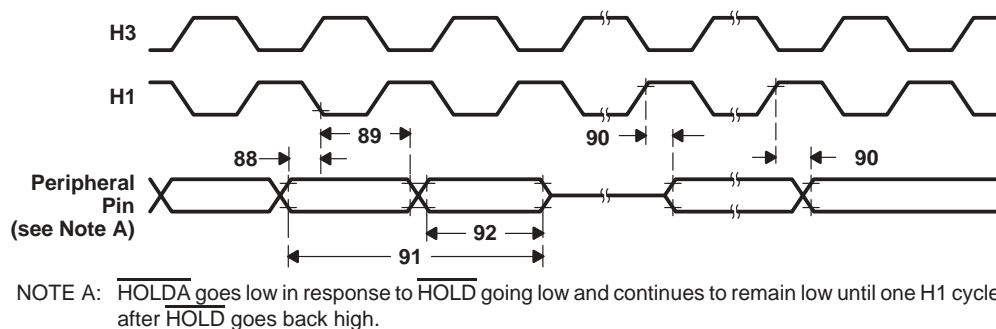 H3
H1
89
90
88
90
Peripheral
Pin
(see Note A)
92
91
NOTE A: HOLDA goes low in response to HOLD going low and continues to remain low until one H1 cycle
after HOLD goes back high.